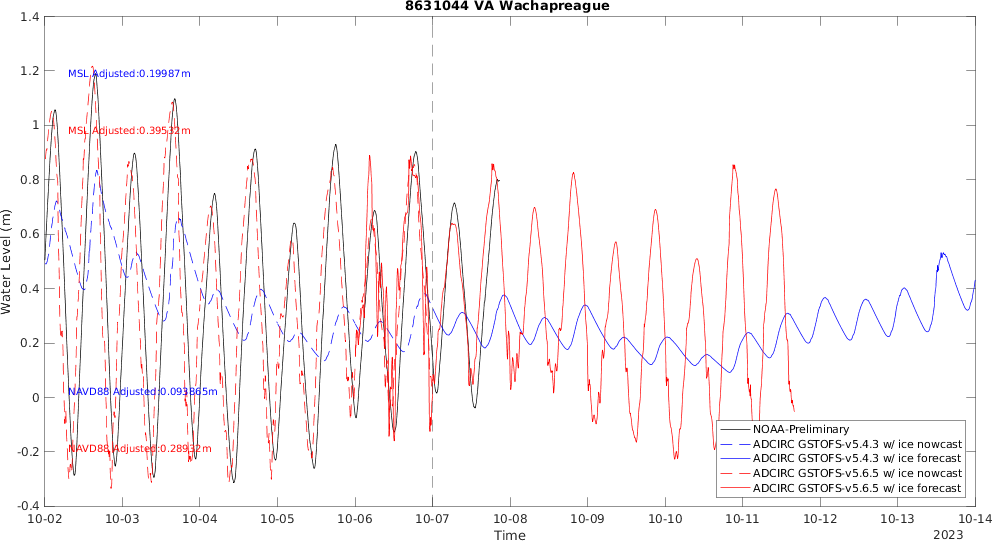 8631044 VA Wachapreague
1.4
1.2
1
0.8
0.6
0.4
0.2
0
-0.2
-0.4
Water Level (m)
MSL Adjusted:0.19987m
MSL Adjusted:0.39532m
NAVD88 Adjusted:0.093865m
NAVD88 Adjusted:0.28932m
NOAA-Preliminary
ADCIRC GSTOFS-v5.4.3 w/ ice nowcast
ADCIRC GSTOFS-v5.4.3 w/ ice forecast
ADCIRC GSTOFS-v5.6.5 w/ ice nowcast
ADCIRC GSTOFS-v5.6.5 w/ ice forecast
10-02 10-03 10-04 10-05 10-06 10-07 10-08 10-09 10-10 10-11 10-12 10-13 10-14
Time
2023